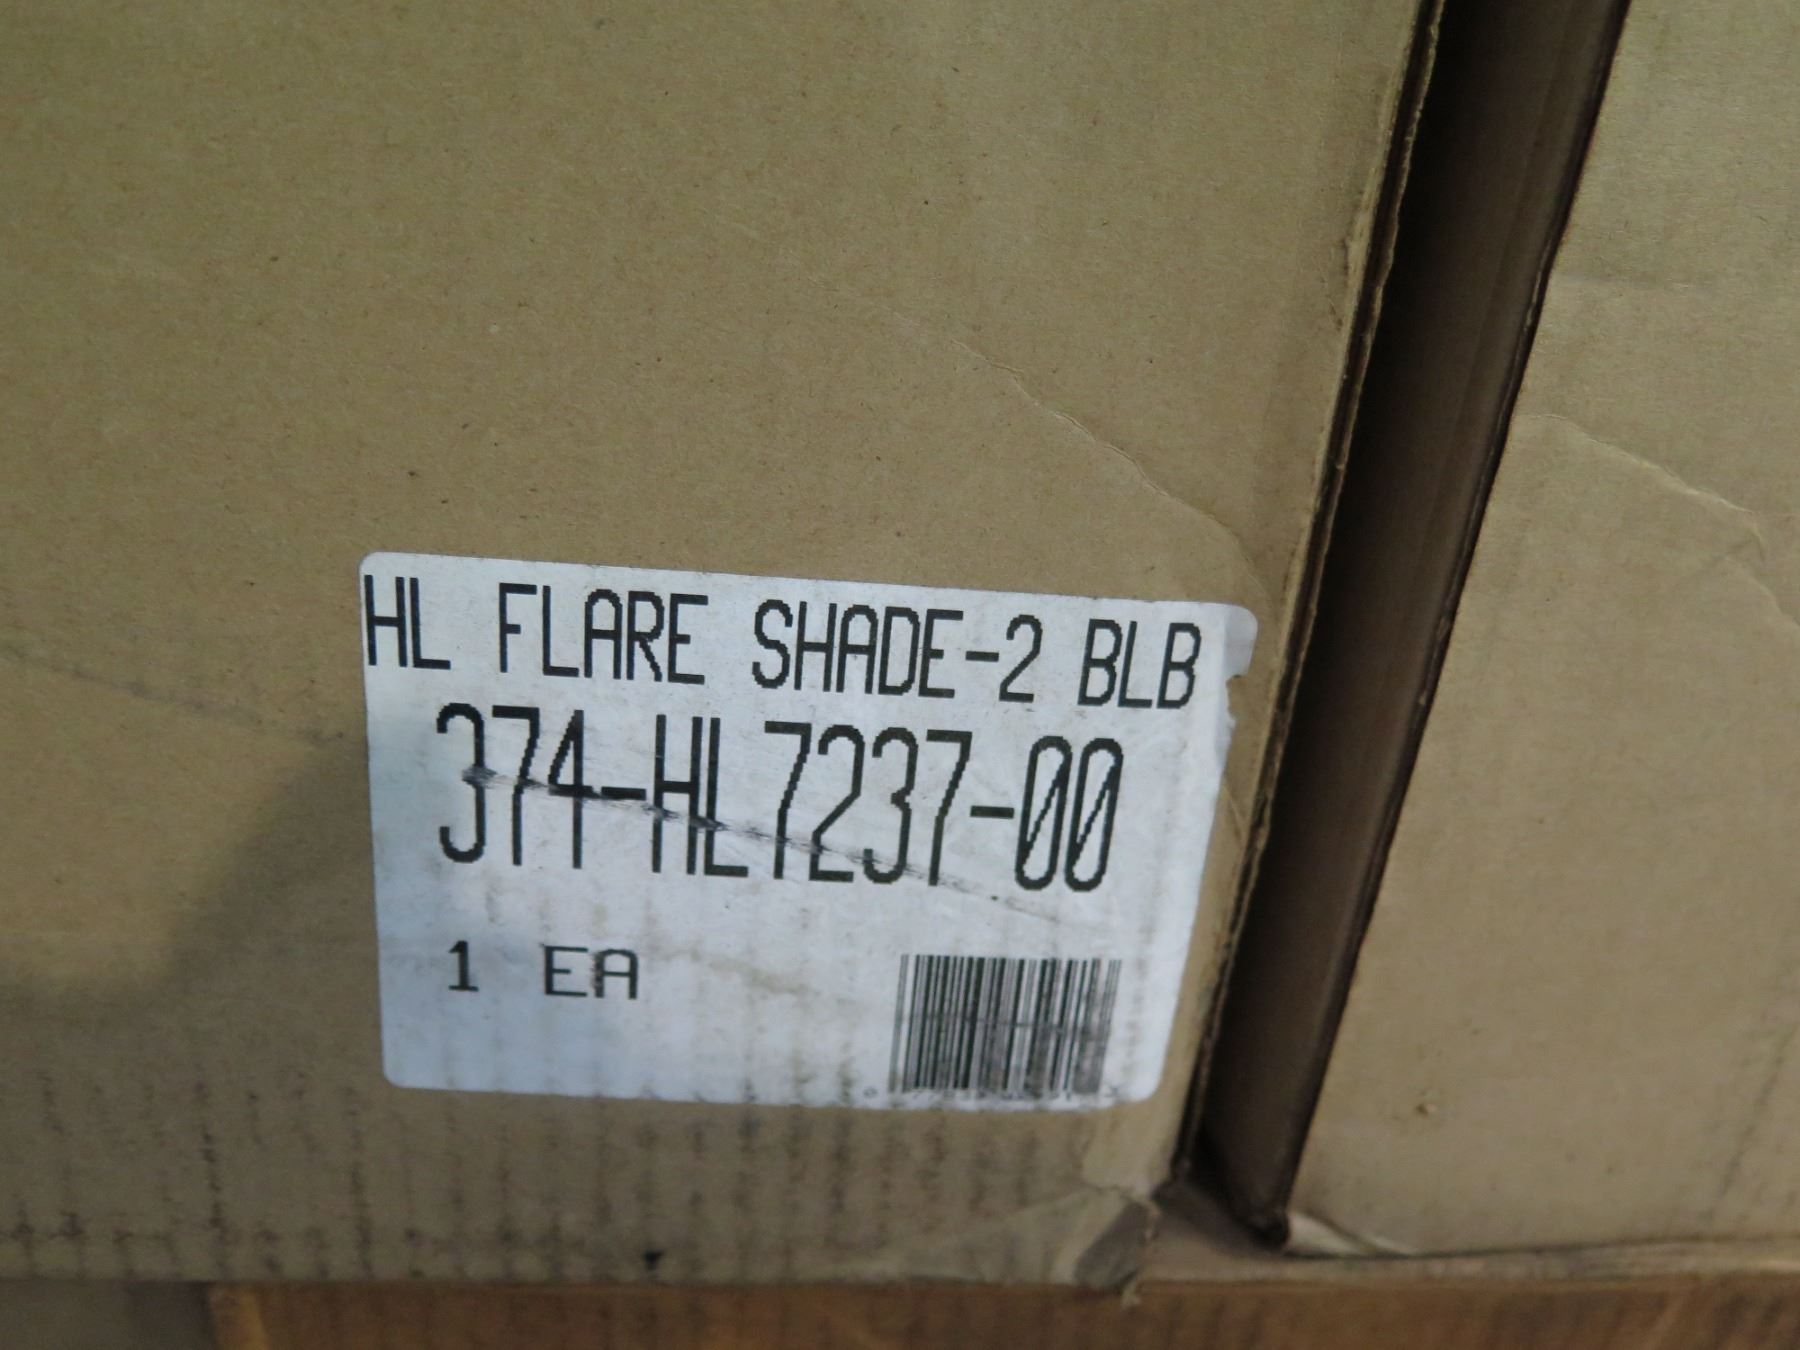 HL FLARE SHADE-2 BLB
374-HL7237-00
1 EA